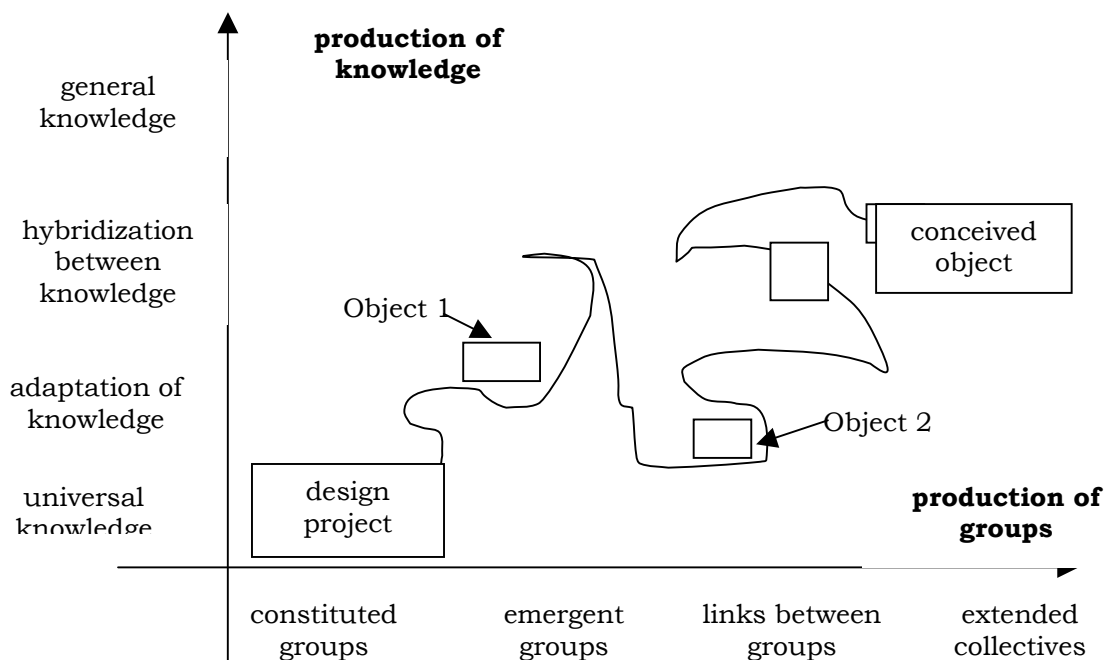 production of
knowledge
general
knowledge
hybridization
between
knowledge
conceived
object
Object 1
adaptation of
knowledge
Object 2
universal
knowledge
design
project
production of
groups
constituted
groups
emergent
groups
links between
groups
extended
collectives